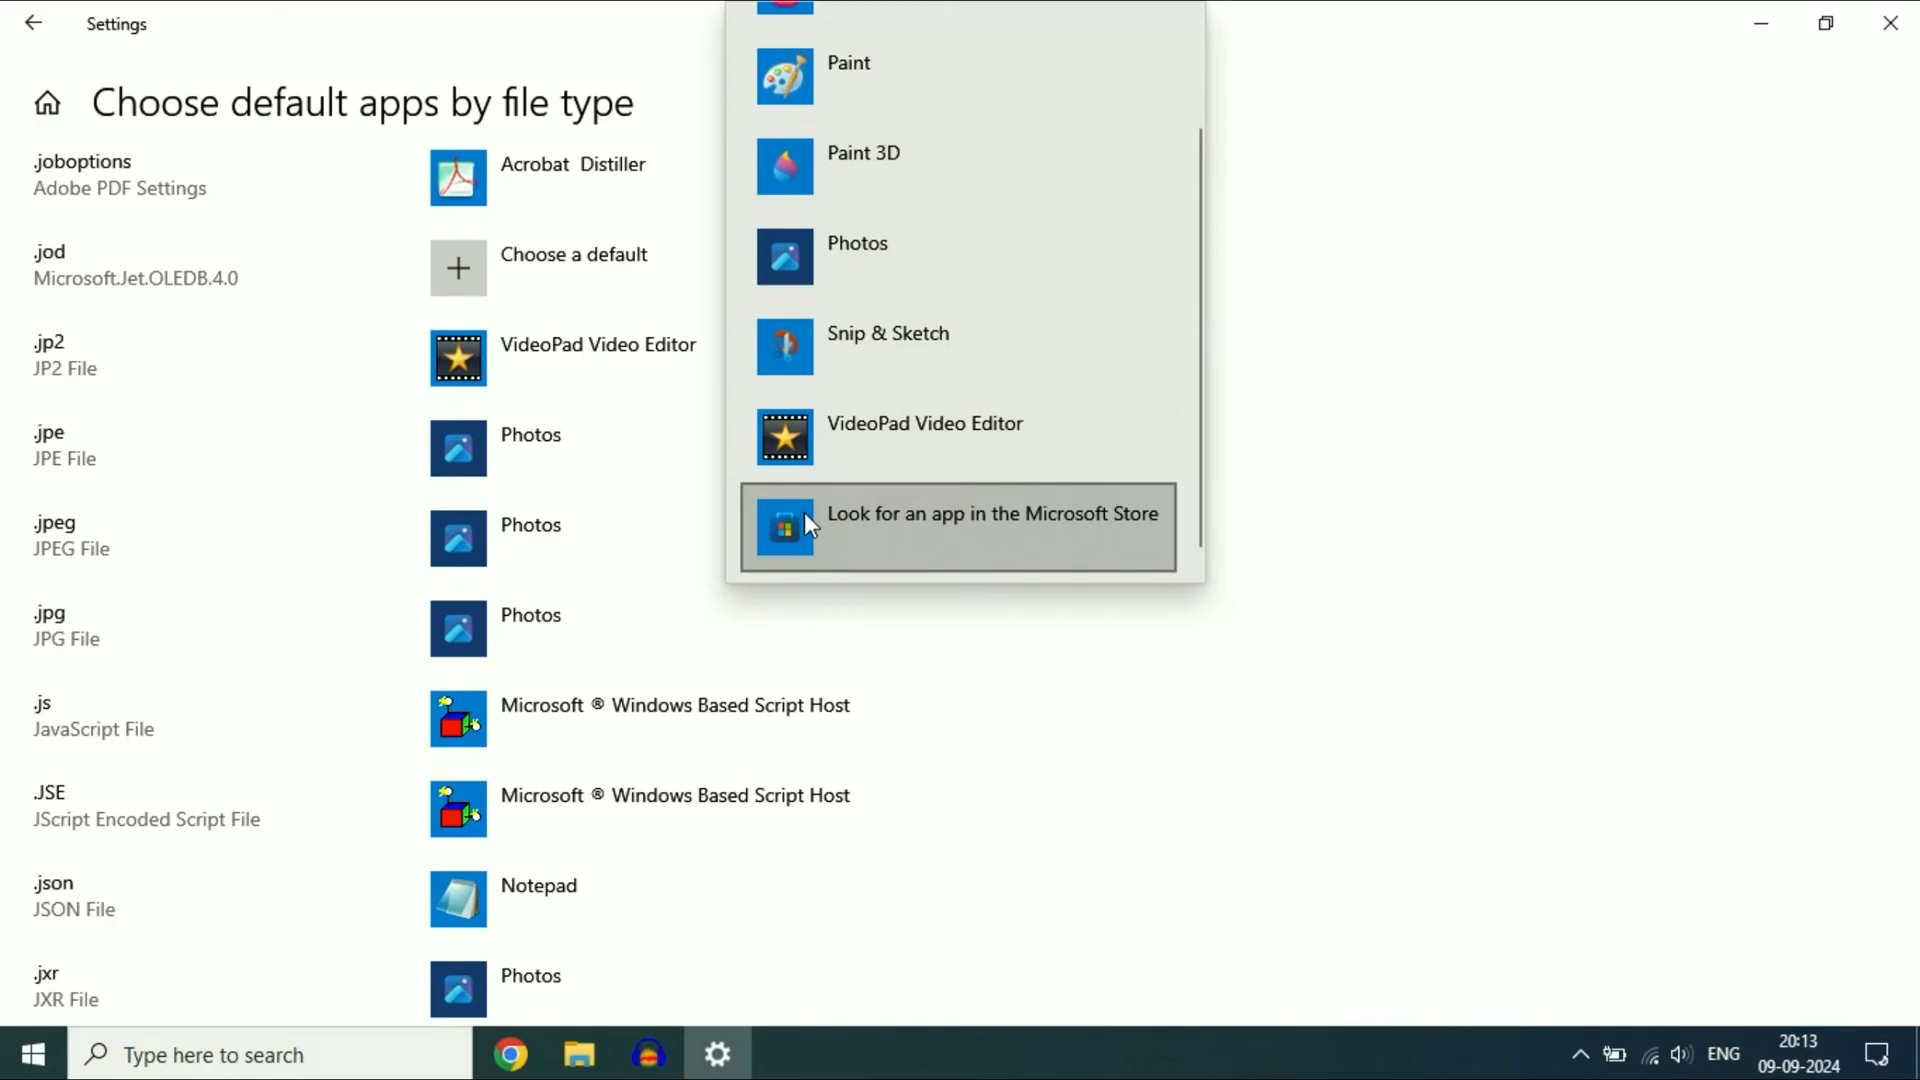 Settings
Choose default apps by file type
.joboptions
Adobe PDF Settings
Acrobat Distiller
.jod
Microsoft.Jet.OLEDB.4.0
Choose a default
.jp2
JP2 File
VideoPad Video Editor
.jpe
JPE File
Photos
.jpeg
JPEG File
Photos
.jpg
JPG File
Photos
.js
JavaScript File
Microsoft ® Windows Based Script Host
.JSE
JScript Encoded Script File
Microsoft ® Windows Based Script Host
.json
JSON File
Notepad
.jxr
JXR File
Photos
Paint
Paint 3D
Photos
Snip & Sketch
VideoPad Video Editor
Look for an app in the Microsoft Store
Type here to search
ENG
20:13
09-09-2024